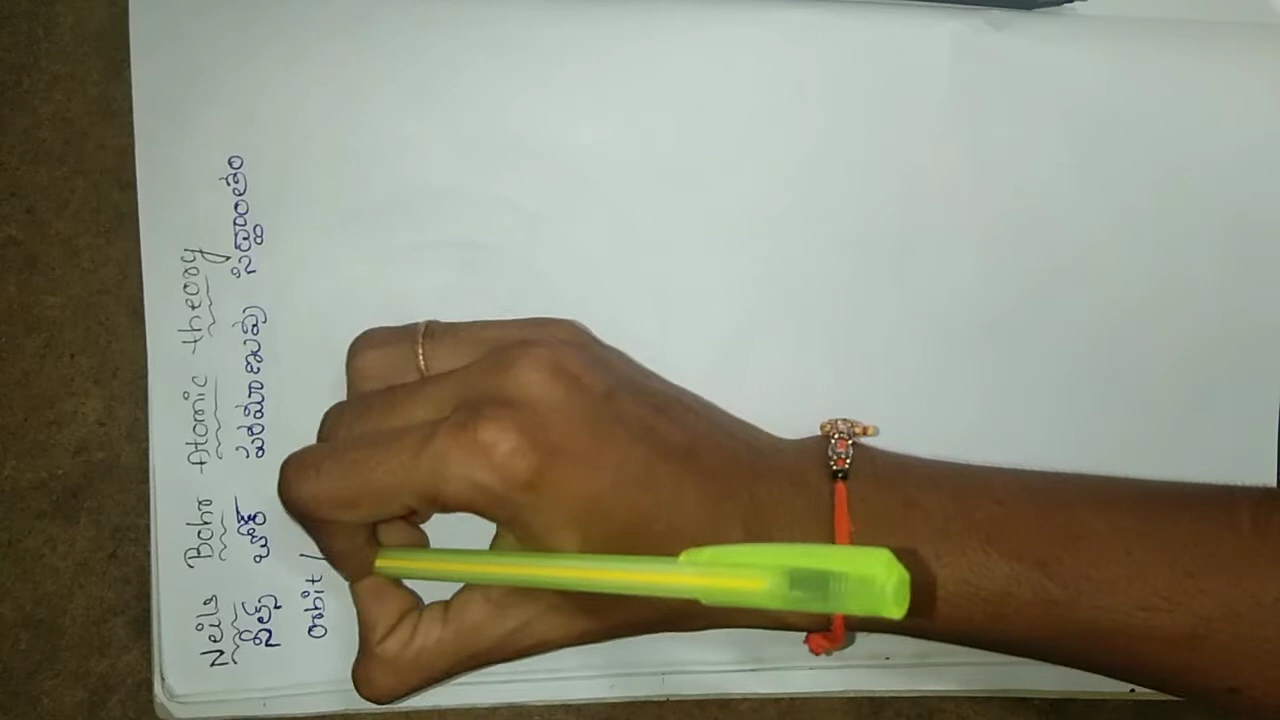 Neils Bohr Atomic theory
నీల్స్ బోర్ పరమాణువు సిద్ధాంతం
orbit /